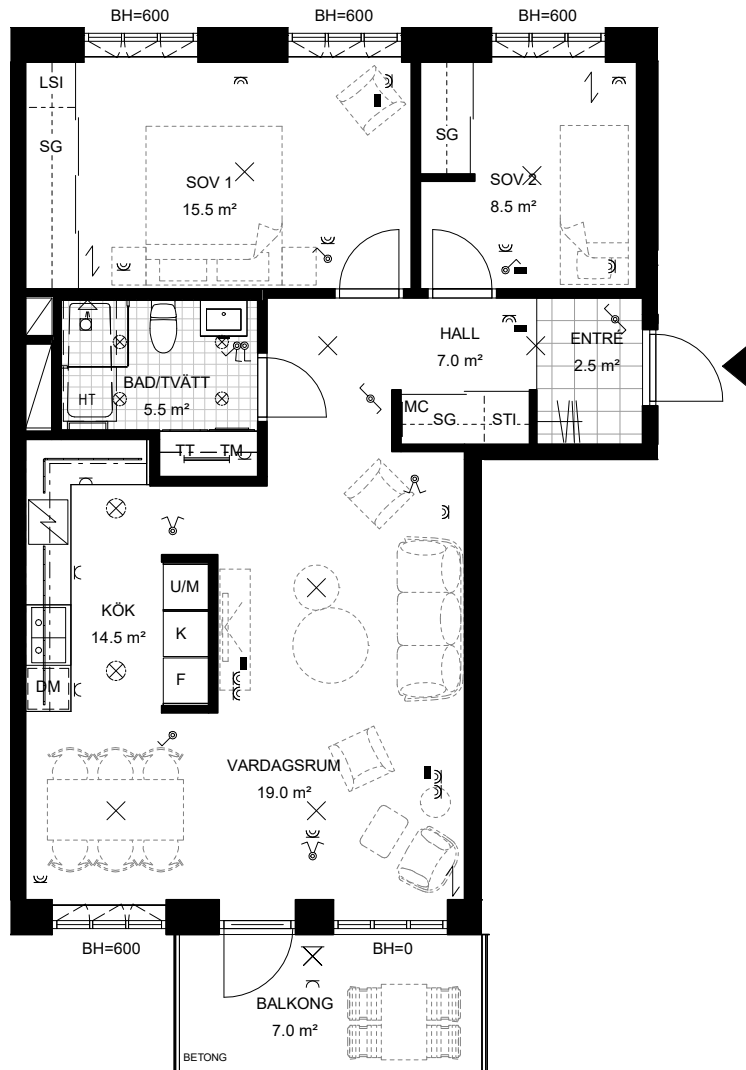 BH=600
BH=600
BH=600
LSI
SG
SG
SOV 1
15.5 m²
SOV 2
8.5 m²
HALL
7.0 m²
ENTRE
2.5 m²
BAD/TVÄTT
5.5 m²
HT
MC
SG
STI
TT
TM
U/M
KÖK
14.5 m²
K
F
DM
VARDAGSRUM
19.0 m²
BH=600
BH=0
BALKONG
7.0 m²
BETONG